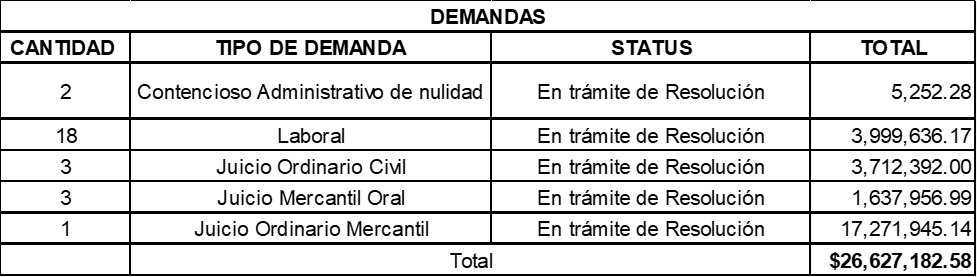 DEMANDAS
CANTIDAD TIPO DE DEMANDA STATUS TOTAL
2 Contencioso Administrativo de nulidad En trámite de Resolución 5,252.28
18 Laboral En trámite de Resolución 3,999,636.17
3 Juicio Ordinario Civil En trámite de Resolución 3,712,392.00
3 Juicio Mercantil Oral En trámite de Resolución 1,637,956.99
1 Juicio Ordinario Mercantil En trámite de Resolución 17,271,945.14
Total $26,627,182.58